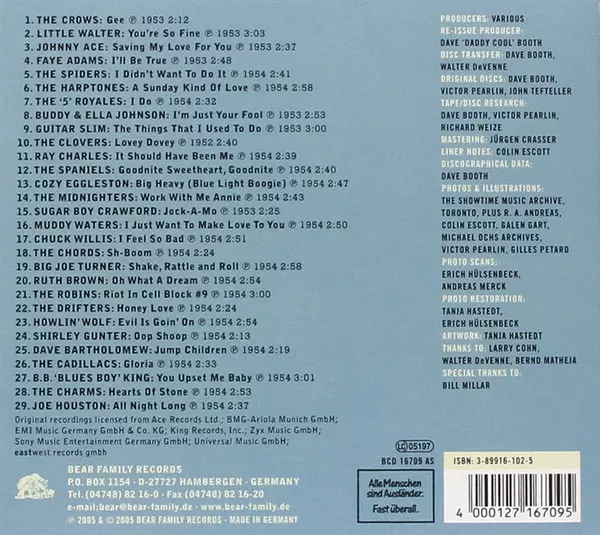 1. THE CROWS: Gee ℗ 1953 2:12
2. LITTLE WALTER: You're So Fine ℗ 1953 3:03
3. JOHNNY ACE: Saving My Love For You ℗ 1953 2:37
4. FAYE ADAMS: I'll Be True ℗ 1953 2:48
5. THE SPIDERS: I Didn't Want To Do It ℗ 1954 2:41
6. THE HARPTONES: A Sunday Kind Of Love ℗ 1954 2:58
7. THE '5' ROYALES: I Do ℗ 1954 2:32
8. BUDDY & ELLA JOHNSON: I'm Just Your Fool ℗ 1953 2:53
9. GUITAR SLIM: The Things That I Used To Do ℗ 1953 3:00
10. THE CLOVERS: Lovey Dovey ℗ 1952 2:40
11. RAY CHARLES: It Should Have Been Me ℗ 1954 2:39
12. THE SPANIELS: Goodnite Sweetheart, Goodnite ℗ 1954 2:39
13. COZY EGGLESTON: Big Heavy (Blue Light Boogie) ℗ 1954 2:47
14. THE MIDNIGHTERS: Work With Me Annie ℗ 1954 2:43
15. SUGAR BOY CRAWFORD: Jock-A-Mo ℗ 1953 2:25
16. MUDDY WATERS: I Just Want To Make Love To You ℗ 1954 2:50
17. CHUCK WILLIS: I Feel So Bad ℗ 1954 2:51
18. THE CHORDS: Sh-Boom ℗ 1954 2:24
19. BIG JOE TURNER: Shake, Rattle and Roll ℗ 1954 2:58
20. RUTH BROWN: Oh What A Dream ℗ 1954 2:54
21. THE ROBINS: Riot In Cell Block #9 ℗ 1954 3:00
22. THE DRIFTERS: Honey Love ℗ 1954 2:24
23. HOWLIN' WOLF: Evil Is Goin' On ℗ 1954 2:54
24. SHIRLEY GUNTER: Oop Shoop ℗ 1954 2:13
25. DAVE BARTHOLOMEW: Jump Children ℗ 1954 2:19
26. THE CADILLACS: Gloria ℗ 1954 2:33
27. B.B. 'BLUES BOY' KING: You Upset Me Baby ℗ 1954 3:01
28. THE CHARMS: Hearts Of Stone ℗ 1954 2:33
29. JOE HOUSTON: All Night Long ℗ 1954 2:37
Original recordings licensed from Ace Records Ltd.; BMG-Ariola Munich GmbH;
EMI Music Germany GmbH & Co. KG; King Records, Inc.; Zyx Music GmbH;
Sony Music Entertainment Germany GmbH; Universal Music GmbH;
eastwest records gmbh
BEAR FAMILY RECORDS
P.O. BOX 1154 - D-27727 HAMBERGEN - GERMANY
Tel. (04748) 82 16-0 - Fax (04748) 82 16-20
e-mail:bear@bear-family.de - www.bear-family.de
℗ 2005 & © 2005 BEAR FAMILY RECORDS - MADE IN GERMANY
PRODUCERS: VARIOUS
RE-ISSUE PRODUCER:
DAVE 'DADDY COOL' BOOTH
DISC TRANSFER: DAVE BOOTH,
WALTER DeVENNE
ORIGINAL DISCS: DAVE BOOTH,
VICTOR PEARLIN, JOHN TEFTELLER
TAPE/DISC RESEARCH:
DAVE BOOTH, VICTOR PEARLIN,
RICHARD WEIZE
MASTERING: JÜRGEN CRASSER
LINER NOTES: COLIN ESCOTT
DISCOGRAPHICAL DATA:
DAVE BOOTH
PHOTOS & ILLUSTRATIONS:
THE SHOWTIME MUSIC ARCHIVE,
TORONTO, PLUS R. A. ANDREAS,
COLIN ESCOTT, GALEN GART,
MICHAEL OCHS ARCHIVES,
VICTOR PEARLIN, GILLES PETARD
PHOTO SCANS:
ERICH HÜLSENBECK,
ANDREAS MERCK
PHOTO RESTORATION:
TANJA HASTEDT,
ERICH HÜLSENBECK
ARTWORK: TANJA HASTEDT
THANKS TO: LARRY COHN,
WALTER DeVENNE, BERND MATHEJA
SPECIAL THANKS TO:
BILL MILLAR
LC 05197
BCD 16709 AS
Alle Menschen
sind Ausländer.
Fast überall.
ISBN: 3-89916-102-5
4 000127 167095